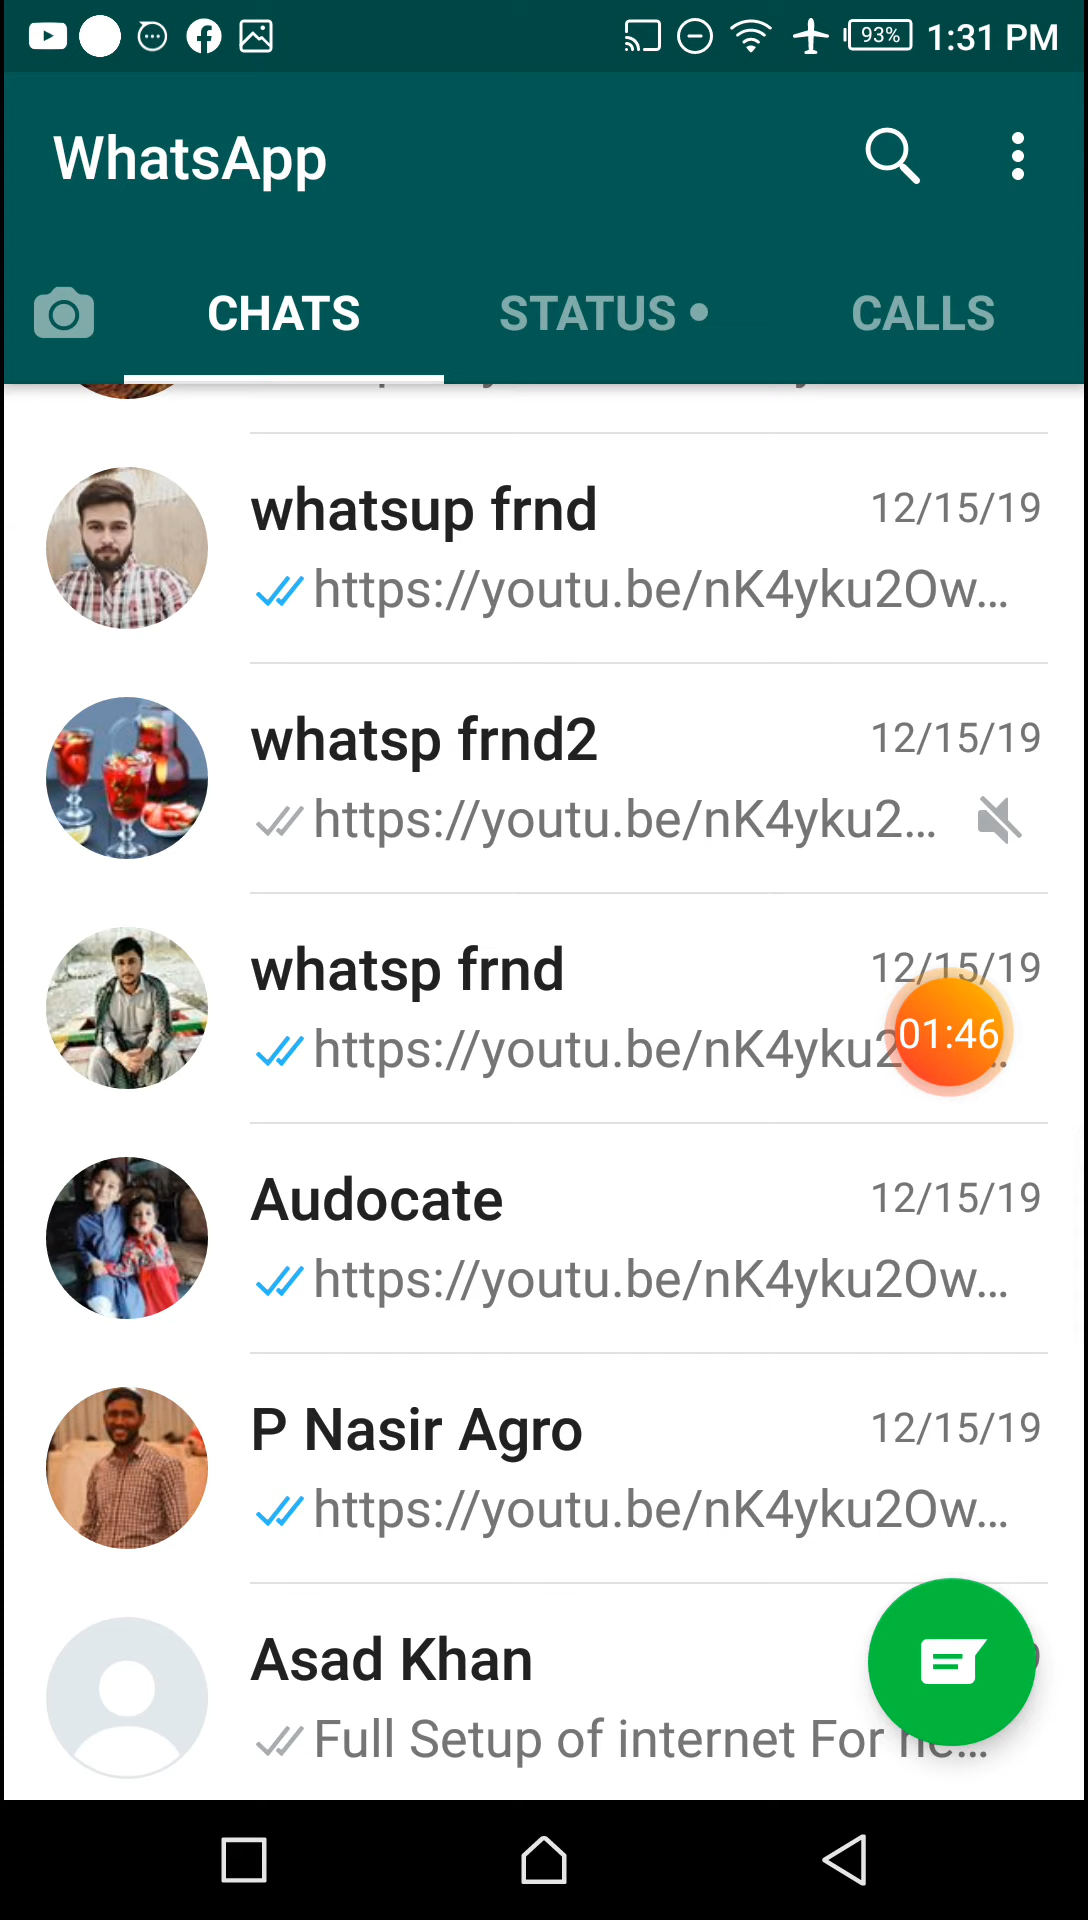 93% 1:31 PM
WhatsApp
CHATS STATUS CALLS
whatsup frnd 12/15/19
https://youtu.be/nK4yku2Ow...
whatsp frnd2 12/15/19
https://youtu.be/nK4yku2...
whatsp frnd 12/15/19
https://youtu.be/nK4yku2
01:46
Audocate 12/15/19
https://youtu.be/nK4yku2Ow...
P Nasir Agro 12/15/19
https://youtu.be/nK4yku2Ow...
Asad Khan
Full Setup of internet For